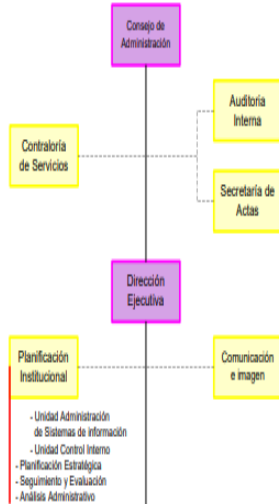 Consejo de
Administración
Auditoría
Interna
Contraloría
de Servicios
Secretaría de
Actas
Dirección
Ejecutiva
Planificación
Institucional
Comunicación
e imagen
- Unidad Administración
de Sistemas de información
- Unidad Control Interno
- Planificación Estratégica
- Seguimiento y Evaluación
- Análisis Administrativo